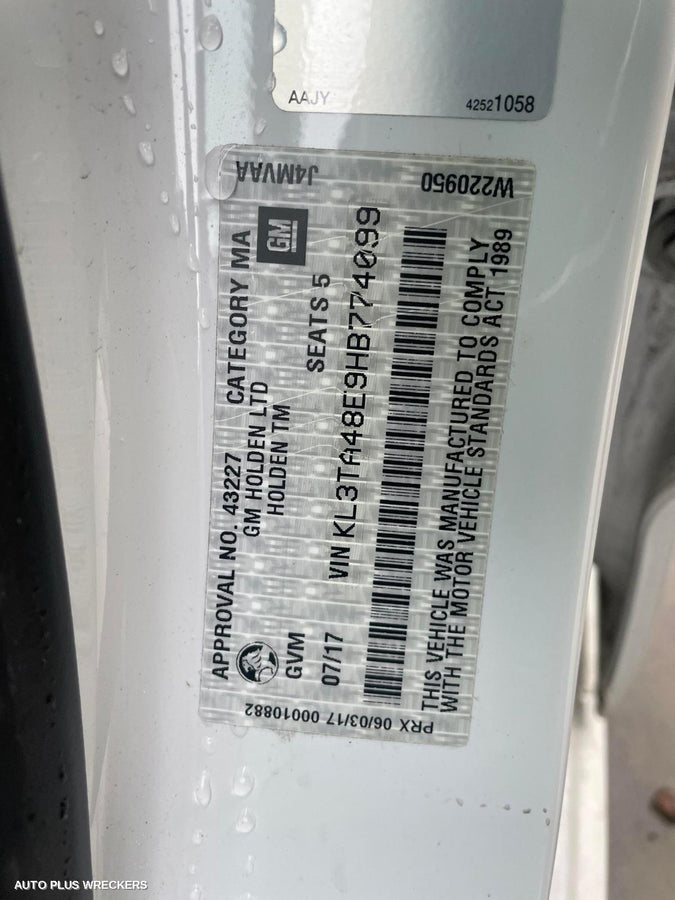 AAJY
42521058
J4MVAA
W220950
APPROVAL NO. 43227 CATEGORY MA
GM HOLDEN LTD
GM
HOLDEN TM
GVM
SEATS 5
07/17
VIN KL3TA48E9HB774099
THIS VEHICLE WAS MANUFACTURED TO COMPLY
WITH THE MOTOR VEHICLE STANDARDS ACT 1989
PRX 06/03/17 00010882
AUTO PLUS WRECKERS